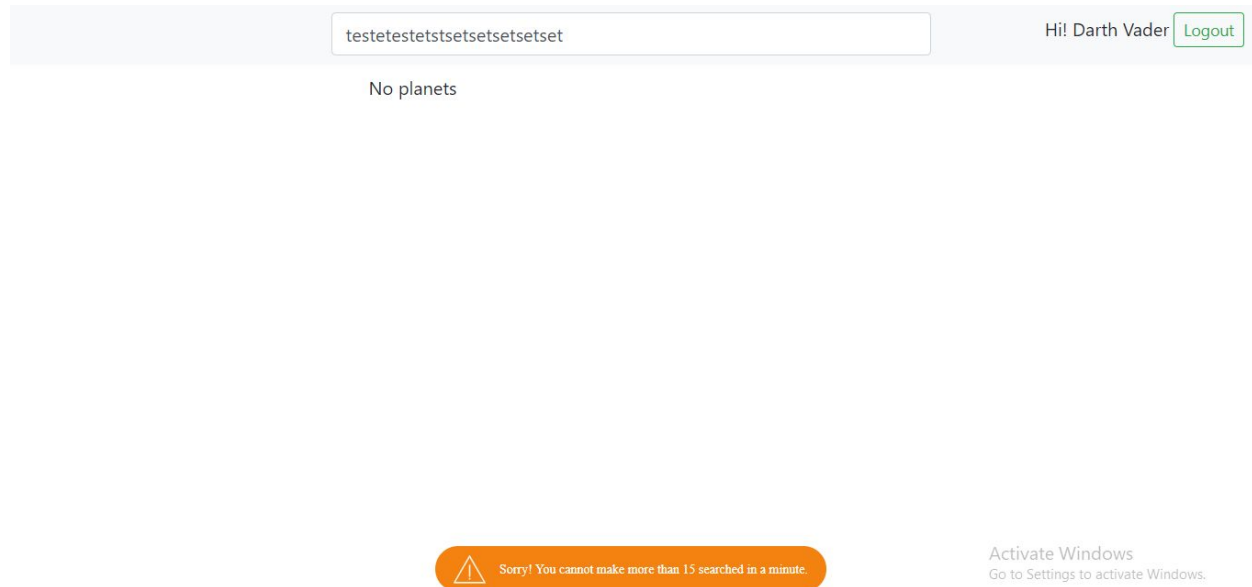 testetestetstsetsetsetsetset
Hi! Darth Vader Logout
No planets
Sorry! You cannot make more than 15 searched in a minute.
Activate Windows
Go to Settings to activate Windows.